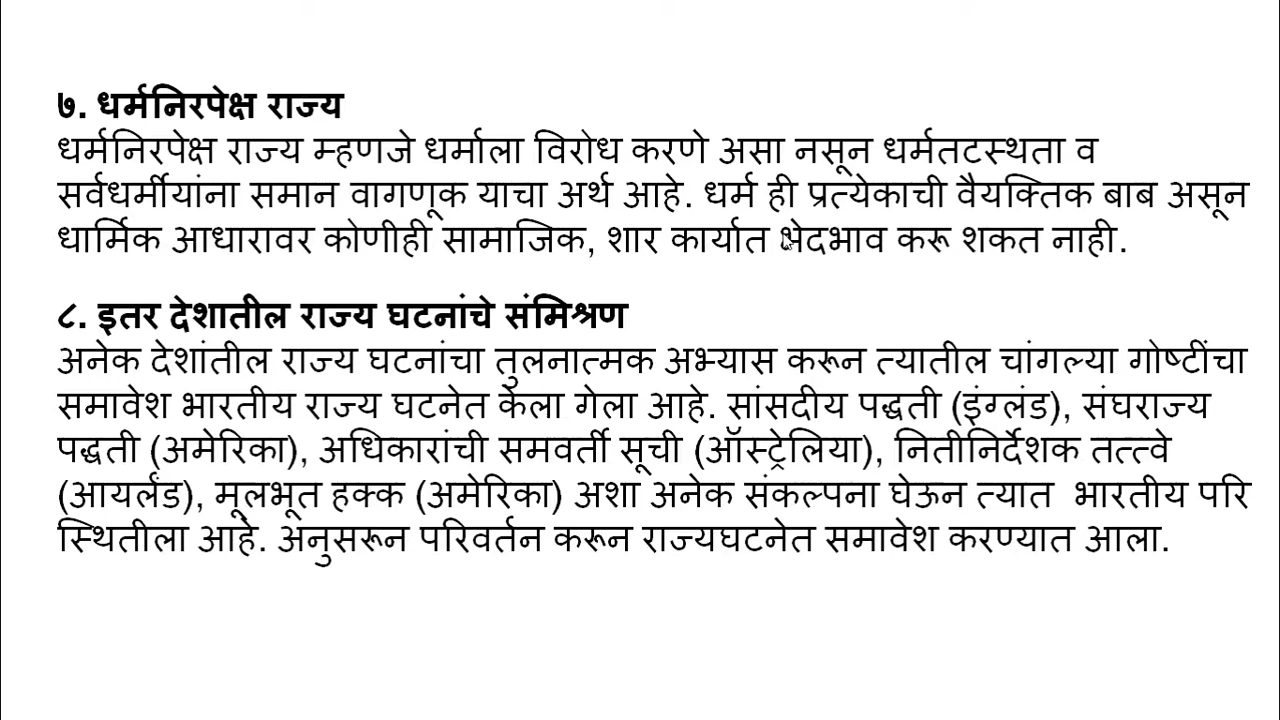 ७. धर्मनिरपेक्ष राज्य
धर्मनिरपेक्ष राज्य म्हणजे धर्माला विरोध करणे असा नसून धर्मतटस्थता व
सर्वधर्मीयांना समान वागणूक याचा अर्थ आहे. धर्म ही प्रत्येकाची वैयक्तिक बाब असून
धार्मिक आधारावर कोणीही सामाजिक, शार कार्यात भेदभाव करू शकत नाही.
८. इतर देशातील राज्य घटनांचे संमिश्रण
अनेक देशांतील राज्य घटनांचा तुलनात्मक अभ्यास करून त्यातील चांगल्या गोष्टींचा
समावेश भारतीय राज्य घटनेत केला गेला आहे. सांसदीय पद्धती (इंग्लंड), संघराज्य
पद्धती (अमेरिका), अधिकारांची समवर्ती सूची (ऑस्ट्रेलिया), नितीनिर्देशक तत्त्वे
(आयर्लंड), मूलभूत हक्क (अमेरिका) अशा अनेक संकल्पना घेऊन त्यात भारतीय परि
स्थितीला आहे. अनुसरून परिवर्तन करून राज्यघटनेत समावेश करण्यात आला.